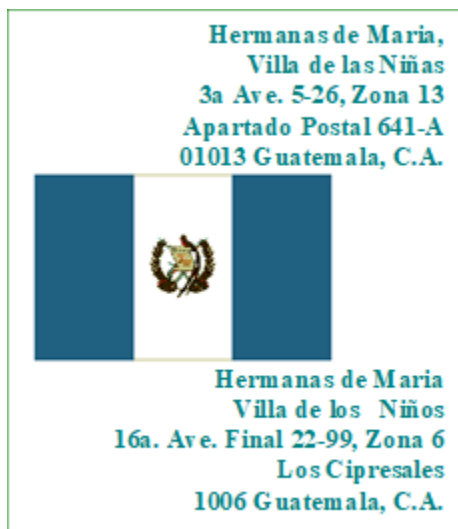 Hermanas de Maria,
Villa de las Niñas
3a Ave. 5-26, Zona 13
Apartado Postal 641-A
01013 Guatemala, C.A.
Hermanas de Maria
Villa de los Niños
16a. Ave. Final 22-99, Zona 6
Los Cipresales
1006 Guatemala, C.A.